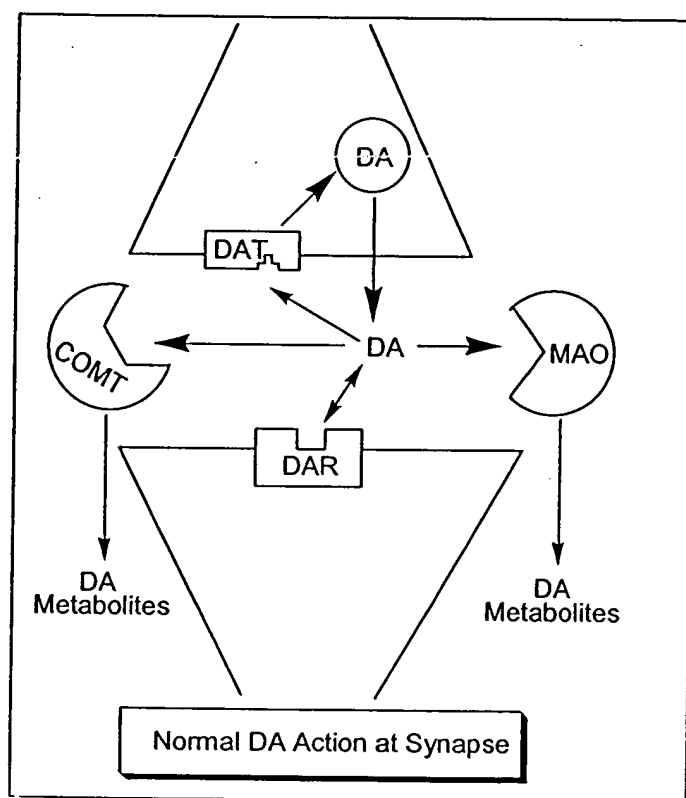 DA
DAT
DA
COMT
MAO
DAR
DA
Metabolites
DA
Metabolites
Normal DA Action at Synapse